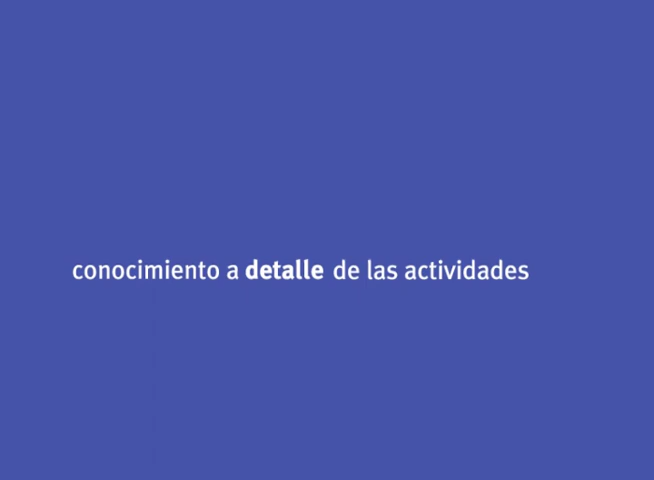 conocimiento a detalle de las actividades